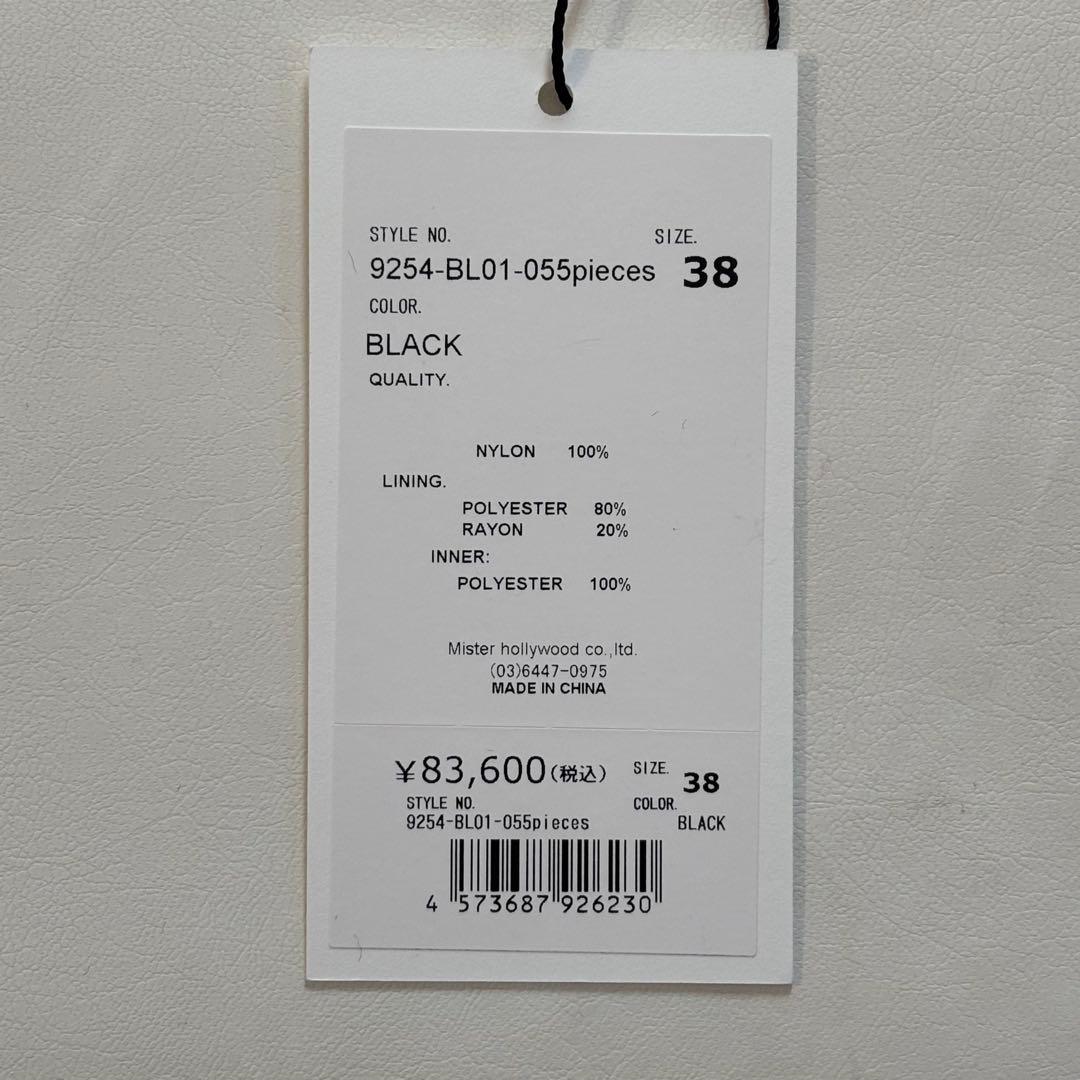 STYLE NO. SIZE.
9254-BL01-055pieces 38
COLOR.
BLACK
QUALITY.
NYLON 100%
LINING.
POLYESTER 80%
RAYON 20%
INNER:
POLYESTER 100%
Mister hollywood co.,ltd.
(03)6447-0975
MADE IN CHINA
¥83,600(税込) SIZE. 38
STYLE NO. COLOR.
9254-BL01-055pieces BLACK
4 573687 926230